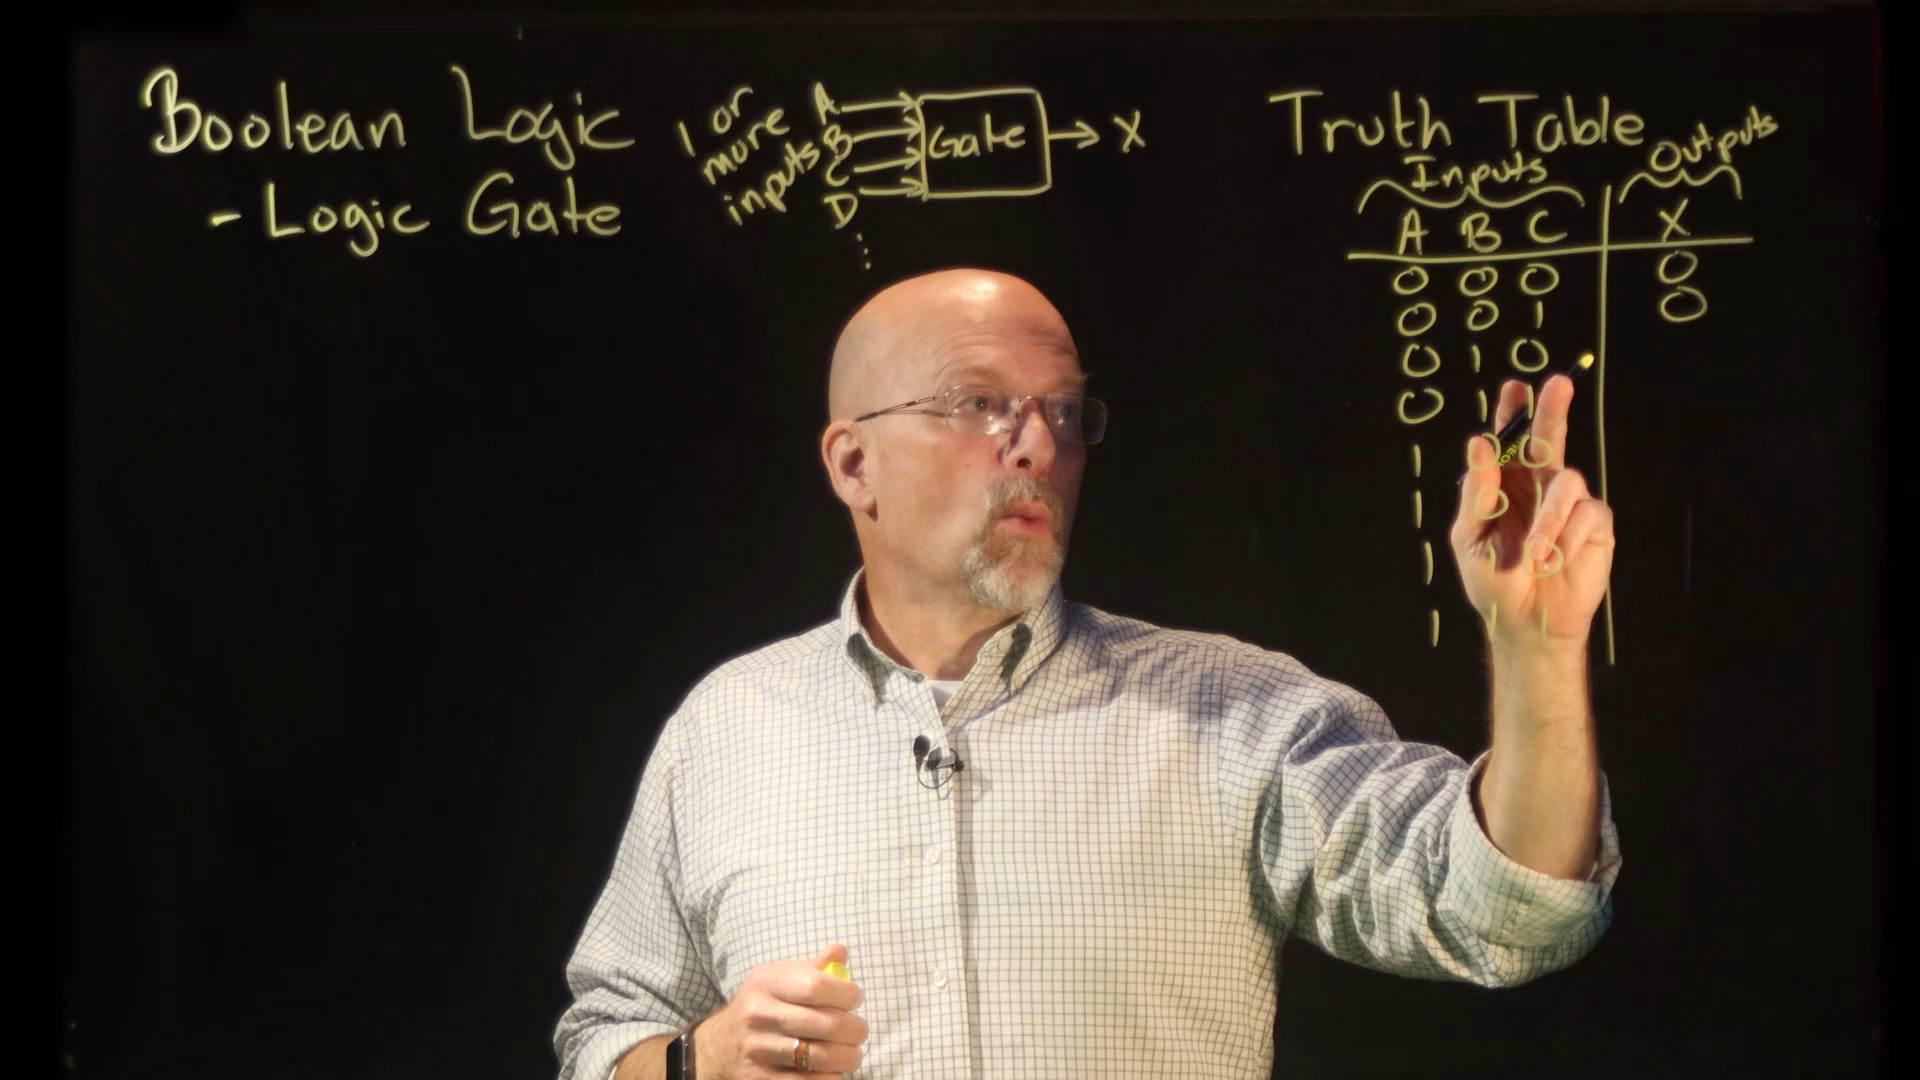 Boolean Logic
- Logic Gate
1 or
more
inputs
A
B
C
D
Gate
X
Truth Table
Inputs
Outputs
A B C X
0 0 0 0
0 0 1 0
0 1 0
0 1 1
1 0 0
1 0 1
1 1 0
1 1 1